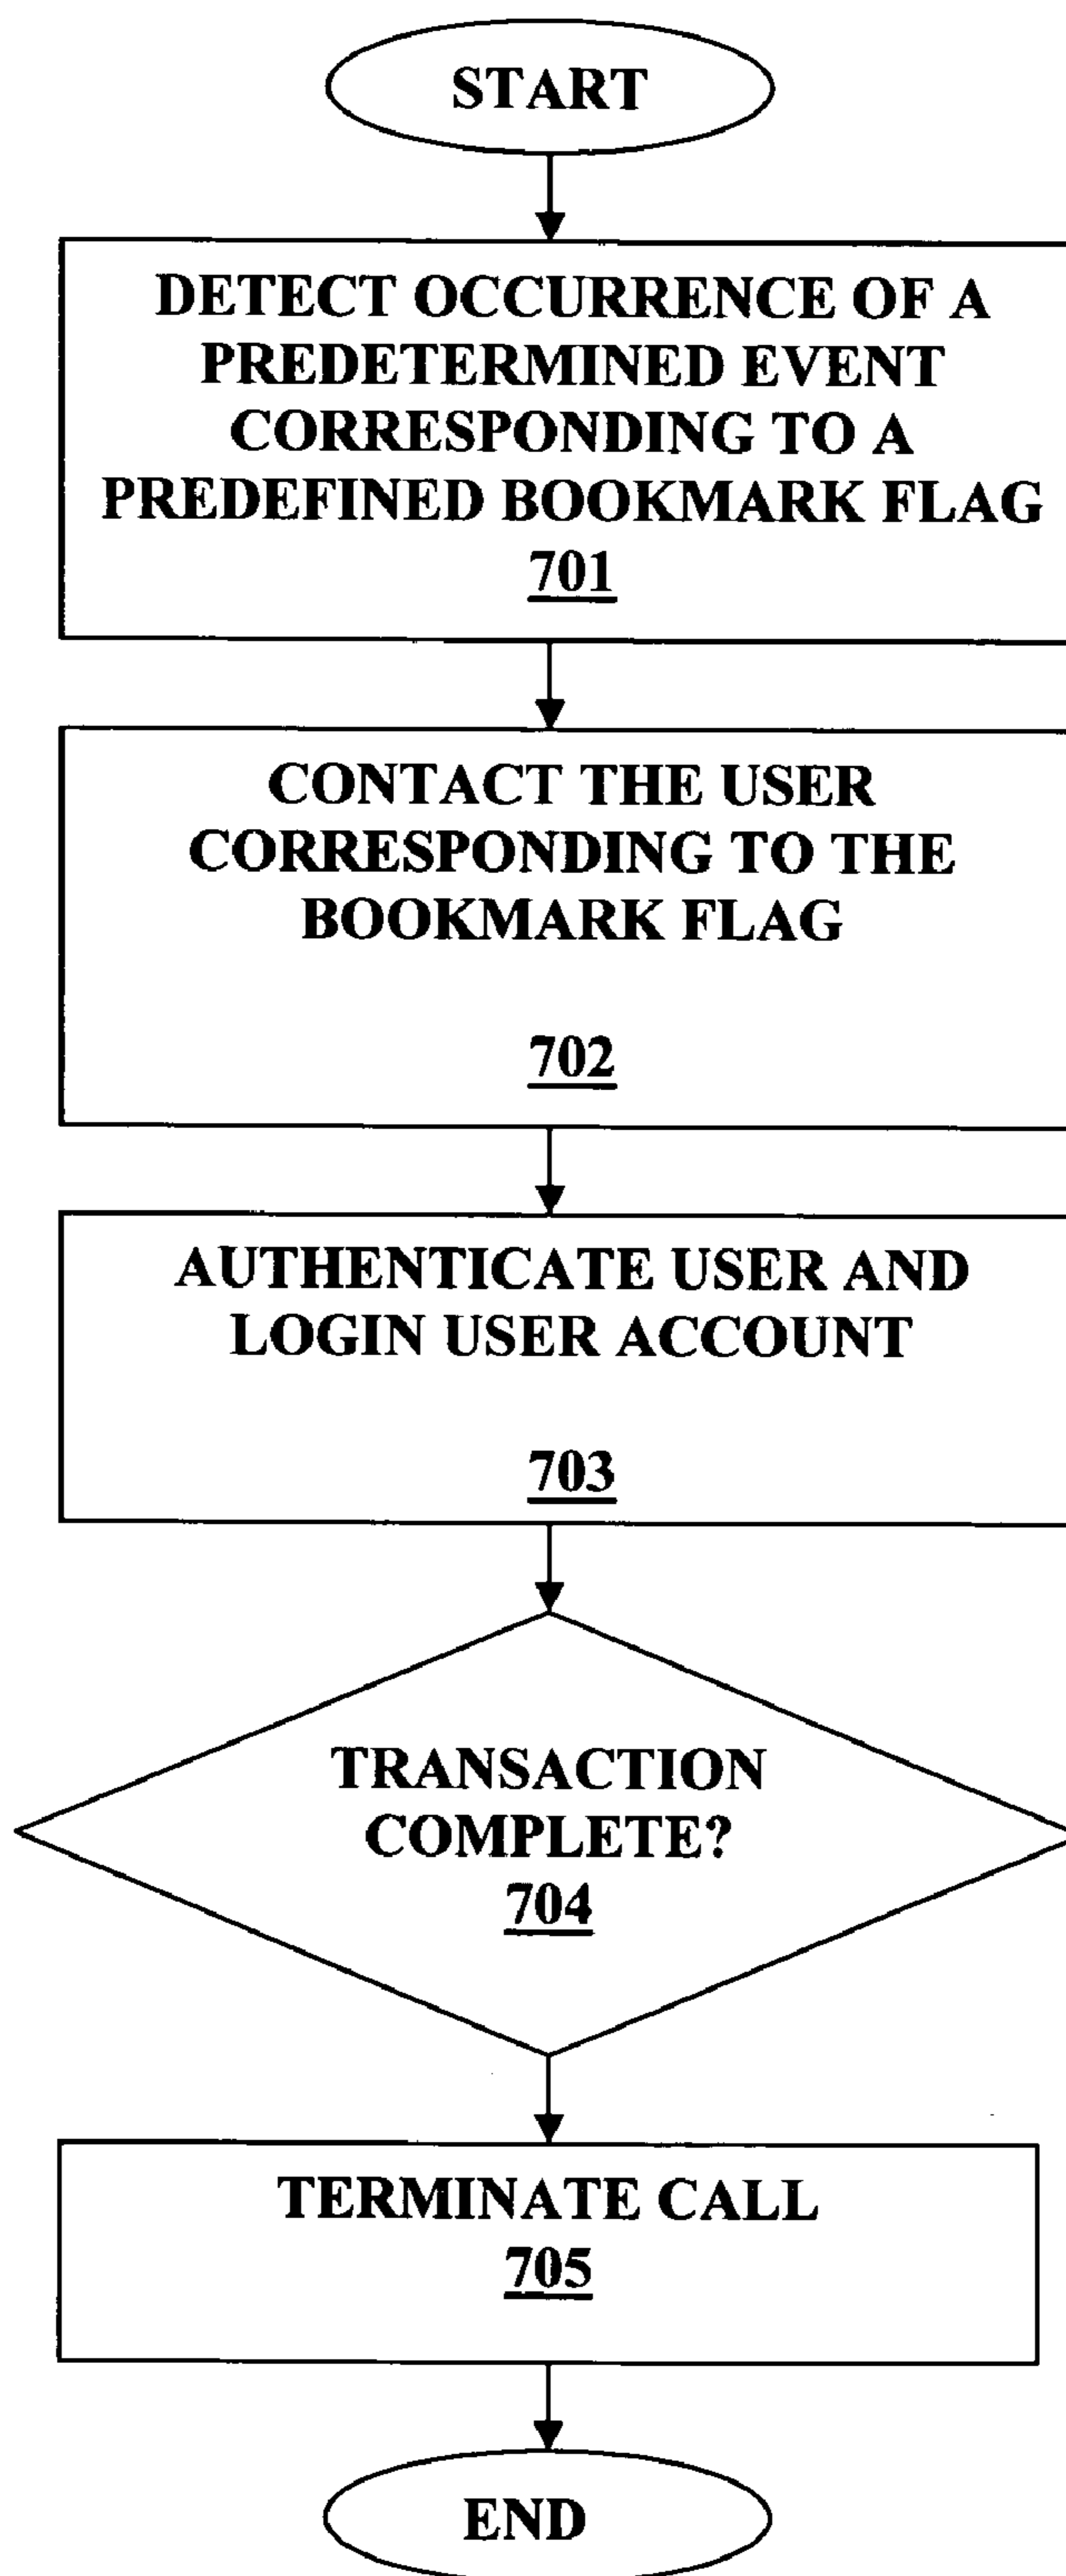 START
DETECT OCCURRENCE OF A
PREDETERMINED EVENT
CORRESPONDING TO A
PREDEFINED BOOKMARK FLAG
701
CONTACT THE USER
CORRESPONDING TO THE
BOOKMARK FLAG
702
AUTHENTICATE USER AND
LOGIN USER ACCOUNT
703
TRANSACTION
COMPLETE?
704
TERMINATE CALL
705
END